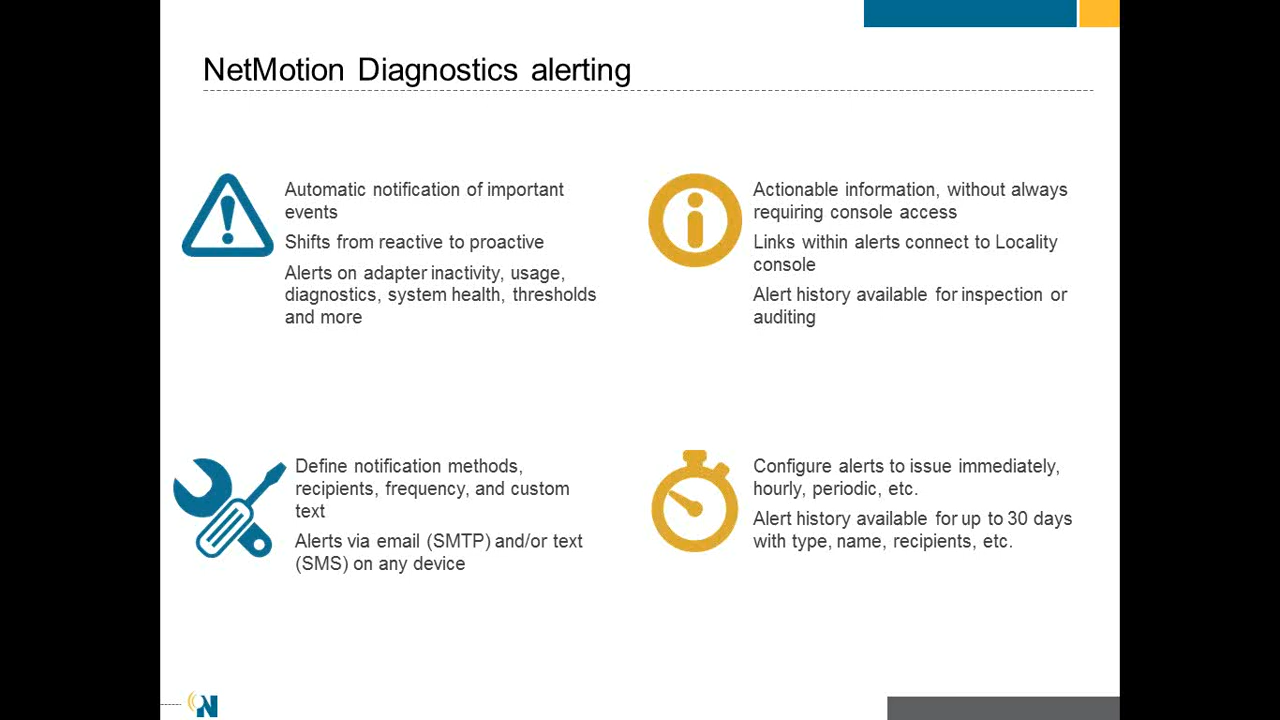 NetMotion Diagnostics alerting
Automatic notification of important
events
Shifts from reactive to proactive
Alerts on adapter inactivity, usage,
diagnostics, system health, thresholds
and more
Actionable information, without always
requiring console access
Links within alerts connect to Locality
console
Alert history available for inspection or
auditing
Define notification methods,
recipients, frequency, and custom
text
Alerts via email (SMTP) and/or text
(SMS) on any device
Configure alerts to issue immediately,
hourly, periodic, etc.
Alert history available for up to 30 days
with type, name, recipients, etc.
N